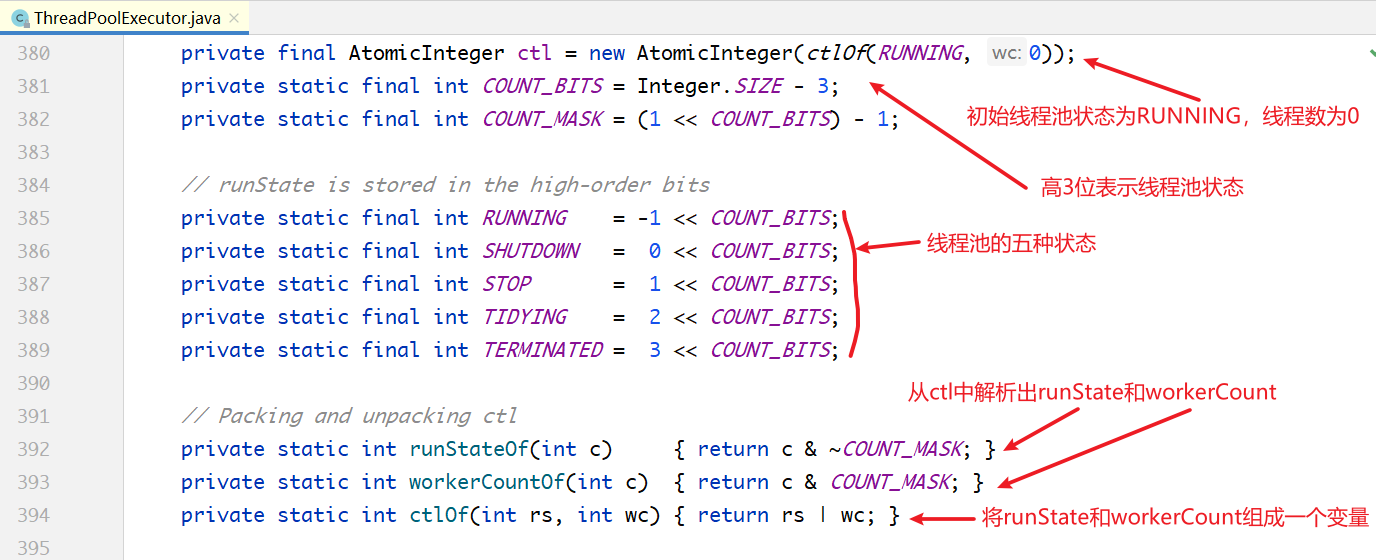 ThreadPoolExecutor.java
380 private final AtomicInteger ctl = new AtomicInteger(ctlOf(RUNNING, wc: 0));
381 private static final int COUNT_BITS = Integer.SIZE - 3;
382 private static final int COUNT_MASK = (1 << COUNT_BITS) - 1;
初始线程池状态为RUNNING，线程数为0
383
384 // runState is stored in the high-order bits
高3位表示线程池状态
385 private static final int RUNNING    = -1 << COUNT_BITS;
386 private static final int SHUTDOWN   =  0 << COUNT_BITS;
线程池的五种状态
387 private static final int STOP       =  1 << COUNT_BITS;
388 private static final int TIDYING    =  2 << COUNT_BITS;
389 private static final int TERMINATED =  3 << COUNT_BITS;
390
从ctl中解析出runState和workerCount
391 // Packing and unpacking ctl
392 private static int runStateOf(int c)     { return c & ~COUNT_MASK; }
393 private static int workerCountOf(int c)  { return c & COUNT_MASK; }
394 private static int ctlOf(int rs, int wc) { return rs | wc; }
将runState和workerCount组成一个变量
395